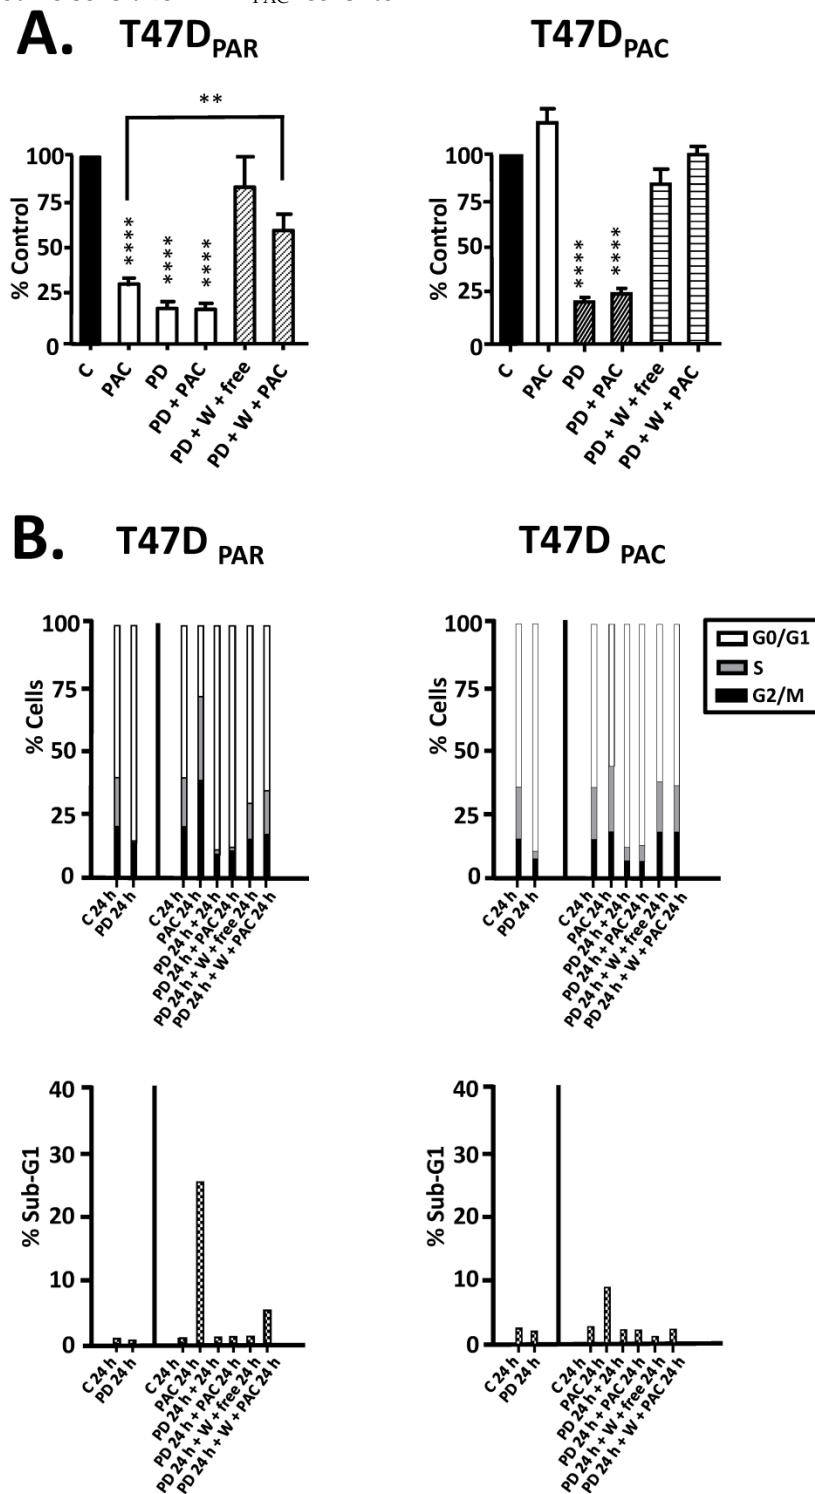 A.
T47DPAR
T47DPAC
**
% Control
100
75
50
25
0
****
****
****
C
PAC
PD
PD + PAC
PD + W + free
PD + W + PAC
% Control
100
75
50
25
0
****
****
C
PAC
PD
PD + PAC
PD + W + free
PD + W + PAC
B.
T47D PAR
T47D PAC
% Cells
100
75
50
25
0
C 24 h
PD 24 h
C 24 h
PAC 24 h
PD 24 h + 24 h
PD 24 h + PAC 24 h
PD 24 h + W + free 24 h
PD 24 h + W + PAC 24 h
% Cells
100
75
50
25
0
C 24 h
PD 24 h
C 24 h
PAC 24 h
PD 24 h + 24 h
PD 24 h + PAC 24 h
PD 24 h + W + free 24 h
PD 24 h + W + PAC 24 h
G0/G1
S
G2/M
% Sub-G1
40
30
20
10
0
C 24 h
PD 24 h
C 24 h
PAC 24 h
PD 24 h + 24 h
PD 24 h + PAC 24 h
PD 24 h + W + free 24 h
PD 24 h + W + PAC 24 h
% Sub-G1
40
30
20
10
0
C 24 h
PD 24 h
C 24 h
PAC 24 h
PD 24 h + 24 h
PD 24 h + PAC 24 h
PD 24 h + W + free 24 h
PD 24 h + W + PAC 24 h